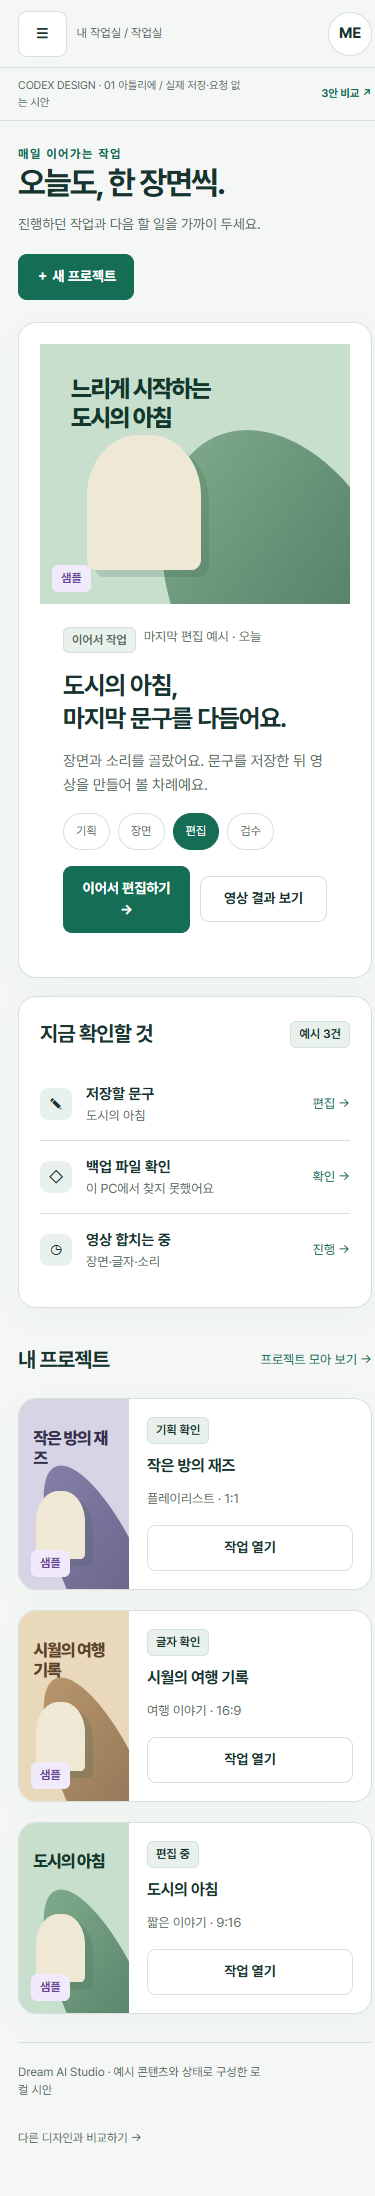 ☰ 내 작업실 / 작업실 ME
CODEX DESIGN · 01 아틀리에 / 실제 저장·요청 없
는 시안
3안 비교 ↗
매일 이어가는 작업
오늘도, 한 장면씩.
진행하던 작업과 다음 할 일을 가까이 두세요.
+ 새 프로젝트
느리게 시작하는
도시의 아침
샘플
이어서 작업 마지막 편집 예시 · 오늘
도시의 아침,
마지막 문구를 다듬어요.
장면과 소리를 골랐어요. 문구를 저장한 뒤 영
상을 만들어 볼 차례예요.
기획 장면 편집 검수
이어서 편집하기
→
영상 결과 보기
지금 확인할 것 예시 3건
저장할 문구
도시의 아침
편집 →
백업 파일 확인
이 PC에서 찾지 못했어요
확인 →
영상 합치는 중
장면·글자·소리
진행 →
내 프로젝트 프로젝트 모아 보기 →
작은 방의 재
즈
샘플
기획 확인
작은 방의 재즈
플레이리스트 · 1:1
작업 열기
시월의 여행
기록
샘플
글자 확인
시월의 여행 기록
여행 이야기 · 16:9
작업 열기
도시의 아침
샘플
편집 중
도시의 아침
짧은 이야기 · 9:16
작업 열기
Dream AI Studio · 예시 콘텐츠와 상태로 구성한 로
컬 시안
다른 디자인과 비교하기 →